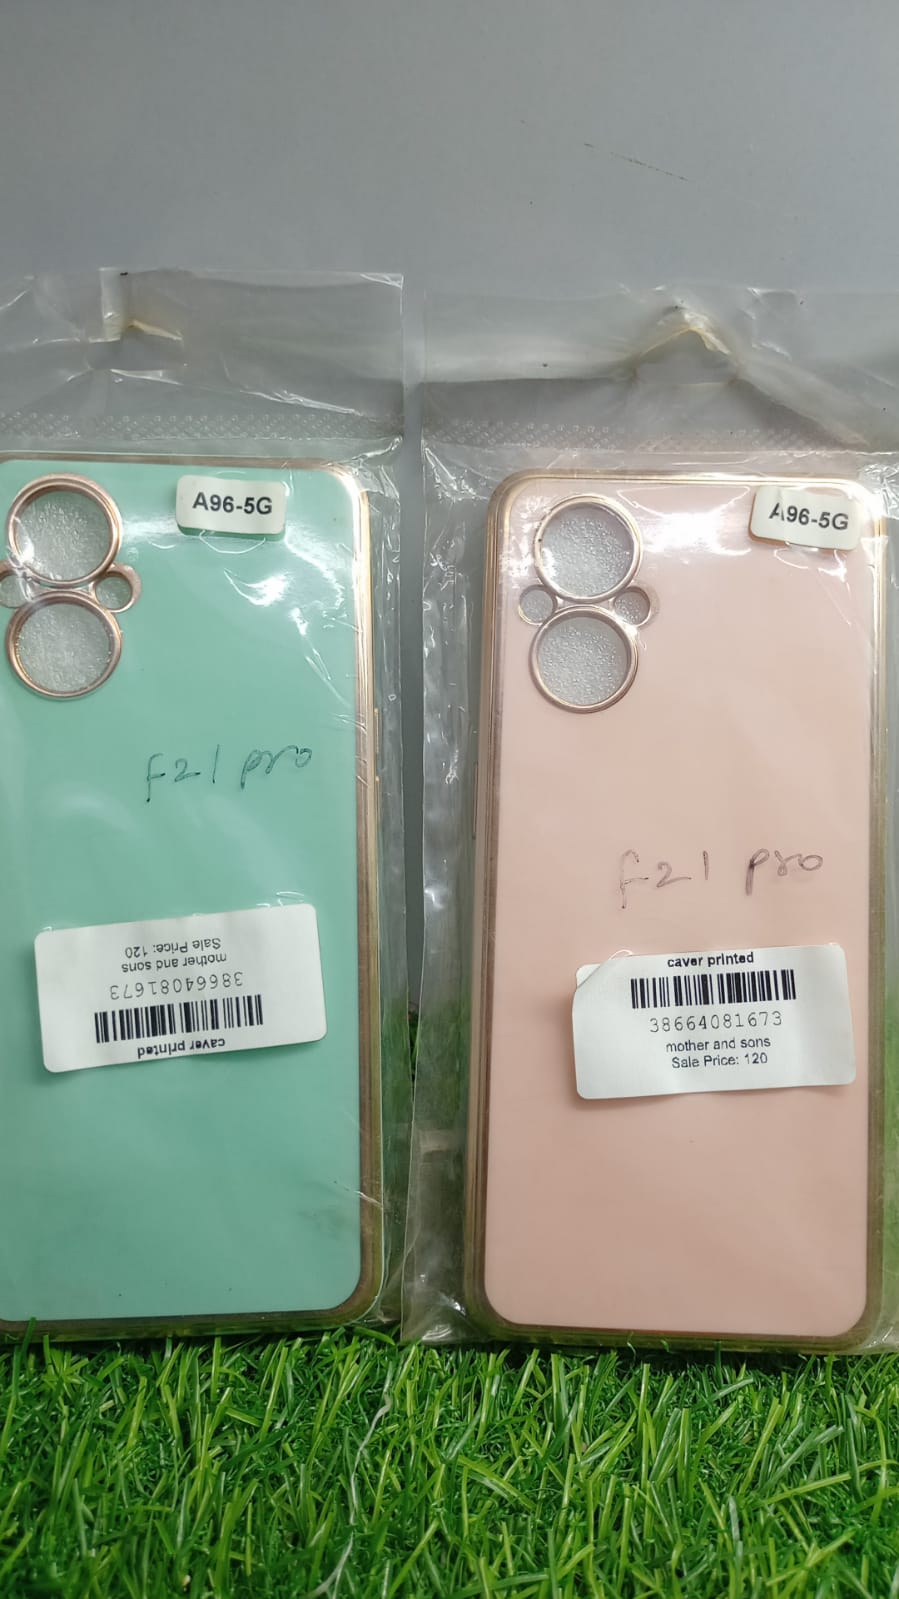 A96-5G
f21 pro
Sale Price: 120
mother and sons
38664081673
caver printed
A96-5G
f21 pro
caver printed
38664081673
mother and sons
Sale Price: 120